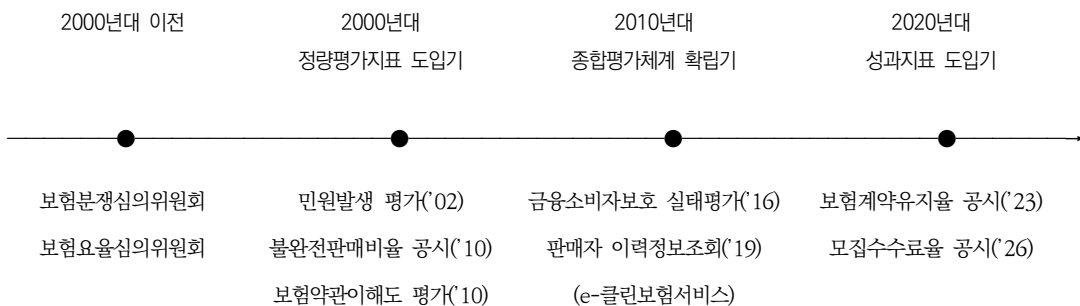 2000년대 이전
2000년대
정량평가지표 도입기
2010년대
종합평가체계 확립기
2020년대
성과지표 도입기
보험분쟁심의위원회
보험요율심의위원회
민원발생 평가('02)
불완전판매비율 공시('10)
보험약관이해도 평가('10)
금융소비자보호 실태평가('16)
판매자 이력정보조회('19)
(e-클린보험서비스)
보험계약유지율 공시('23)
모집수수료율 공시('26)